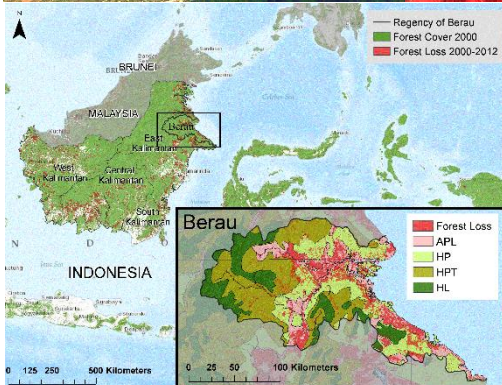 N
Regency of Berau
Forest Cover 2000
Forest Loss 2000-2012
BRUNEI
MALAYSIA
Berau
East
Kalimantan
West
Kalimantan
Central
Kalimantan
South
Kalimantan
INDONESIA
0 125 250 500 Kilometers
Berau
Forest Loss
APL
HP
HPT
HL
0 25 50 100 Kilometers